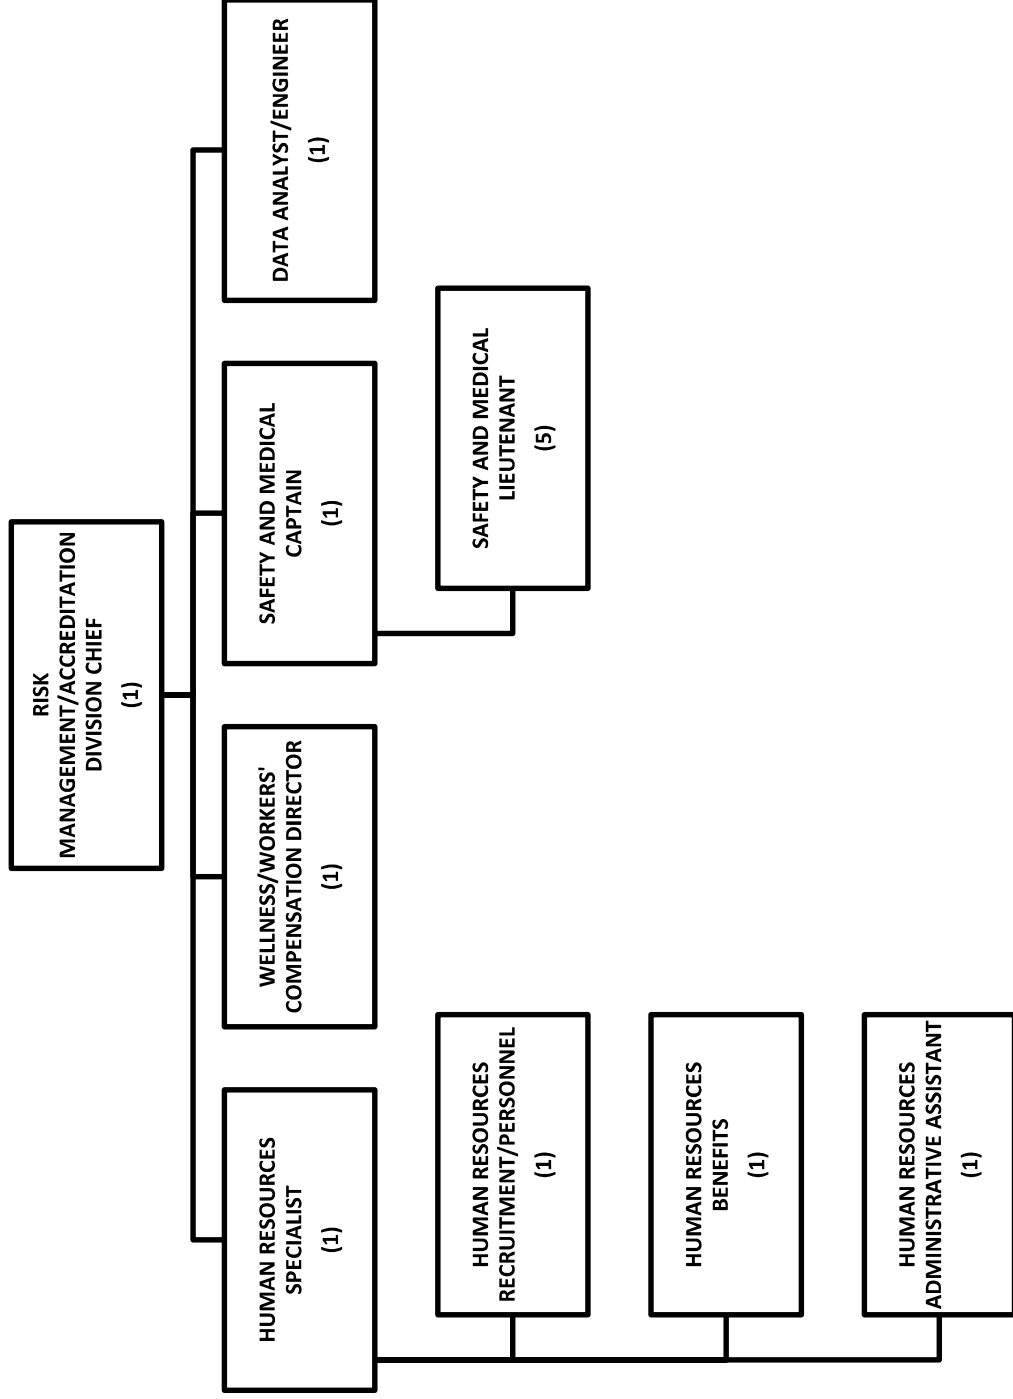 RISK
MANAGEMENT/ACCREDITATION
DIVISION CHIEF
(1)
HUMAN RESOURCES
SPECIALIST
(1)
WELLNESS/WORKERS'
COMPENSATION DIRECTOR
(1)
SAFETY AND MEDICAL
CAPTAIN
(1)
DATA ANALYST/ENGINEER
(1)
HUMAN RESOURCES
RECRUITMENT/PERSONNEL
(1)
SAFETY AND MEDICAL
LIEUTENANT
(5)
HUMAN RESOURCES
BENEFITS
(1)
HUMAN RESOURCES
ADMINISTRATIVE ASSISTANT
(1)